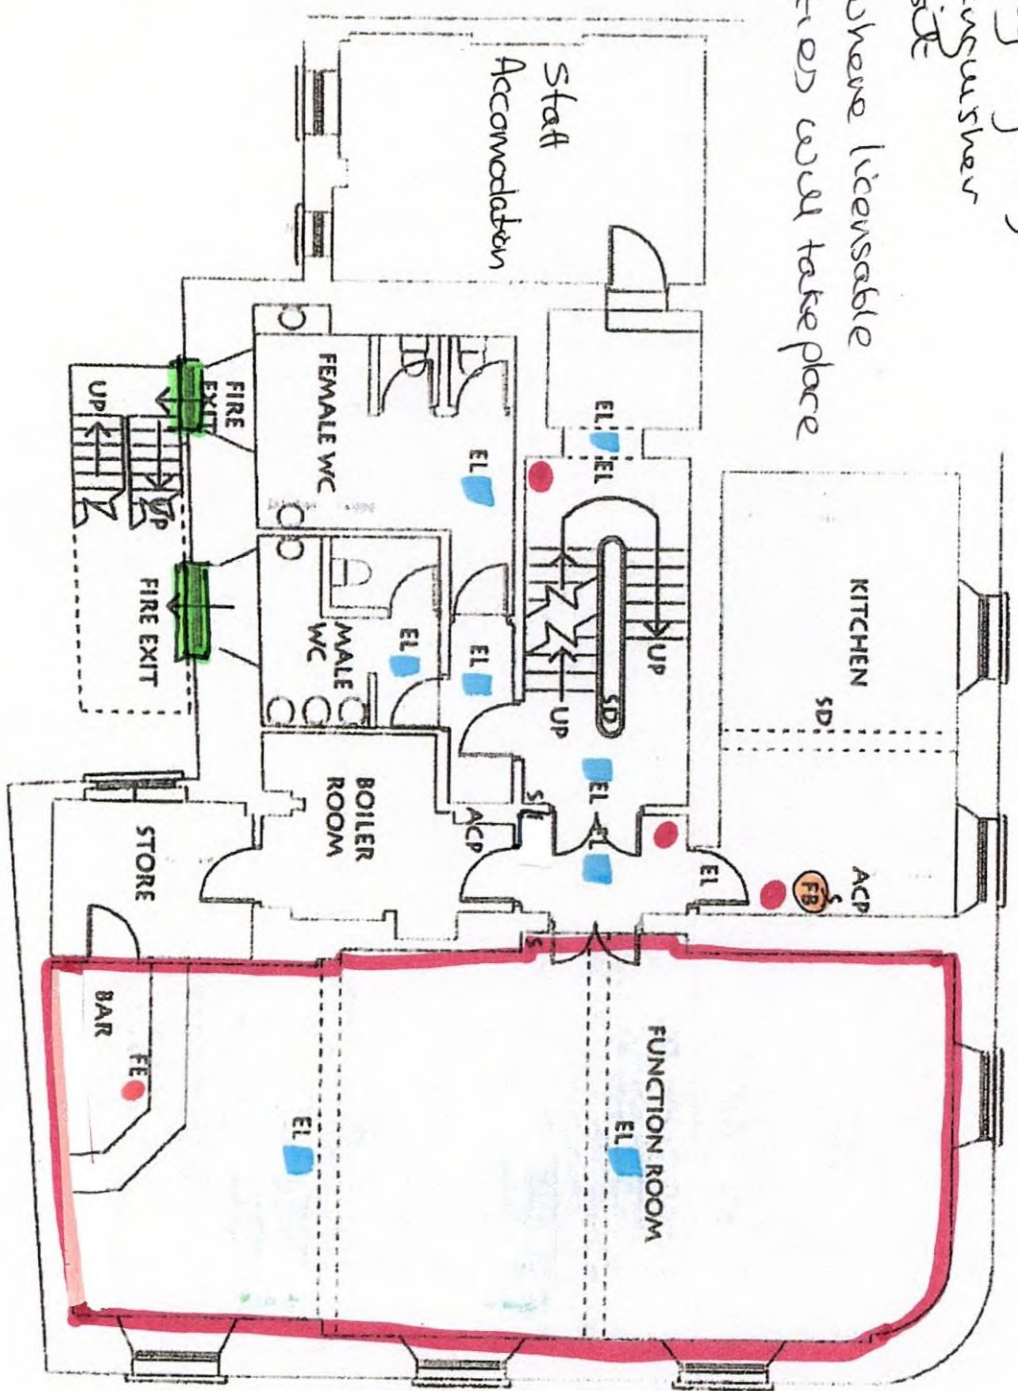 nguisher
where licensable
ties will take place
Staff
Accomodation
KITCHEN
SD
ACP
S
FB
EL
EL
EL
UP
SD
UP
EL
EL
S
ACP
EL
FEMALE WC
EL
EL
MALE
WC
BOILER
ROOM
FIRE
EXIT
UP
UP
FIRE EXIT
STORE
S
FUNCTION ROOM
EL
EL
BAR
FE